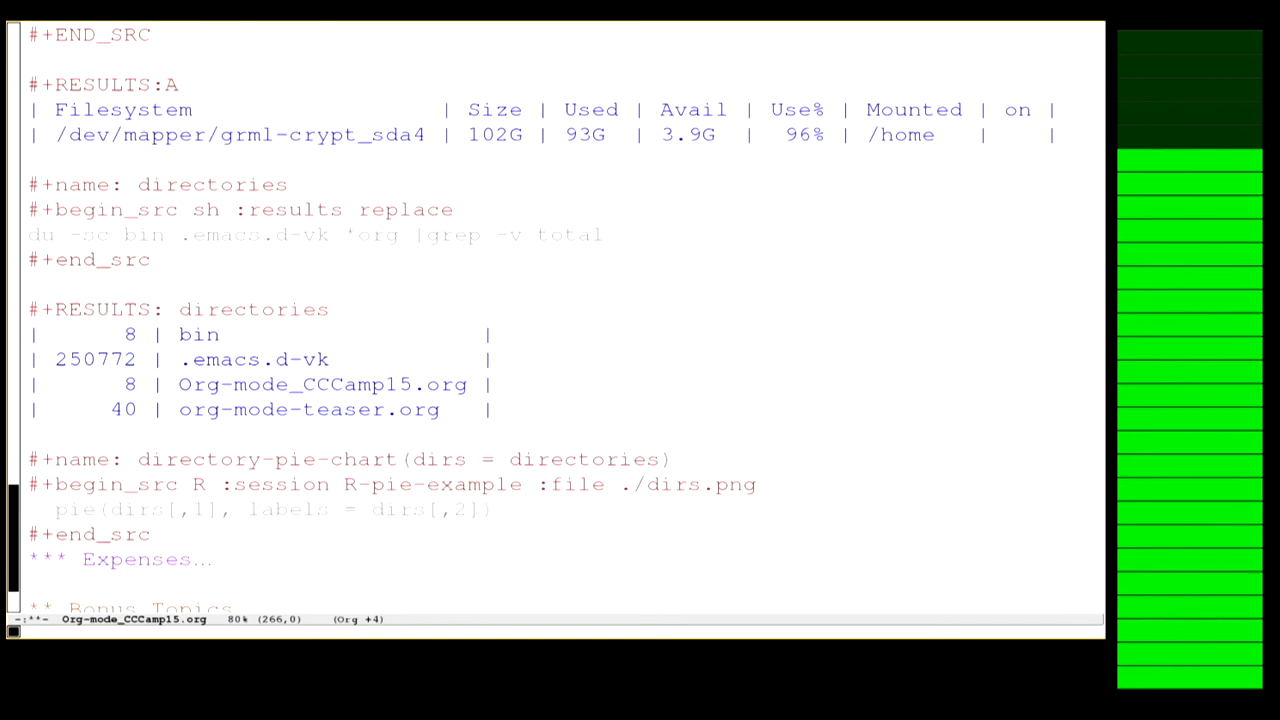 #+END_SRC
#+RESULTS:A
| Filesystem | Size | Used | Avail | Use% | Mounted | on |
| /dev/mapper/grml-crypt_sda4 | 102G | 93G | 3.9G | 96% | /home | |
#+name: directories
#+begin_src sh :results replace
du -sc bin .emacs.d-vk *org |grep -v total
#+end_src
#+RESULTS: directories
| 8 | bin |
| 250772 | .emacs.d-vk |
| 8 | Org-mode_CCCamp15.org |
| 40 | org-mode-teaser.org |
#+name: directory-pie-chart(dirs = directories)
#+begin_src R :session R-pie-example :file ./dirs.png
pie(dirs[,1], labels = dirs[,2])
#+end_src
*** Expenses…
** Bonus Topics
-:**- Org-mode_CCCamp15.org 80% (266,0) (Org +4)